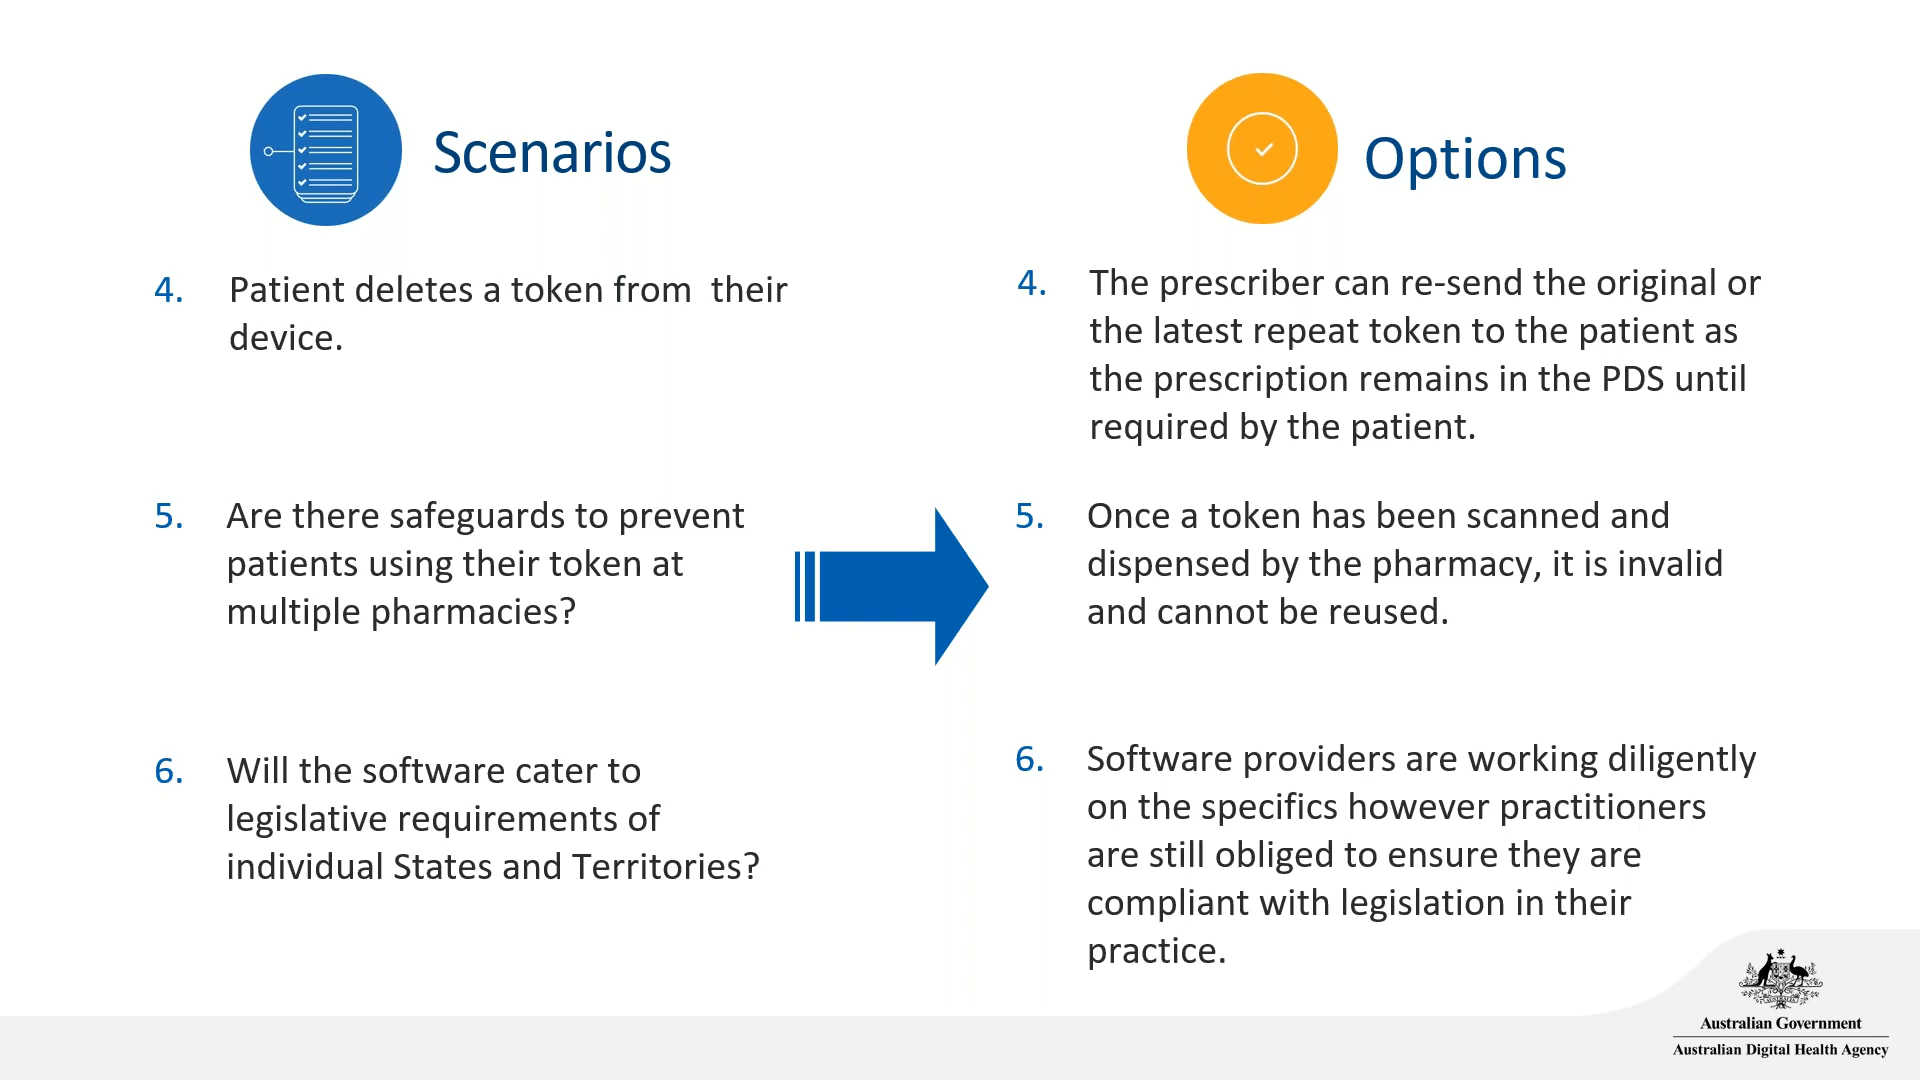 Scenarios
4. Patient deletes a token from  their
device.
5. Are there safeguards to prevent
patients using their token at
multiple pharmacies?
6. Will the software cater to
legislative requirements of
individual States and Territories?
Options
4. The prescriber can re-send the original or
the latest repeat token to the patient as
the prescription remains in the PDS until
required by the patient.
5. Once a token has been scanned and
dispensed by the pharmacy, it is invalid
and cannot be reused.
6. Software providers are working diligently
on the specifics however practitioners
are still obliged to ensure they are
compliant with legislation in their
practice.
Australian Government
Australian Digital Health Agency